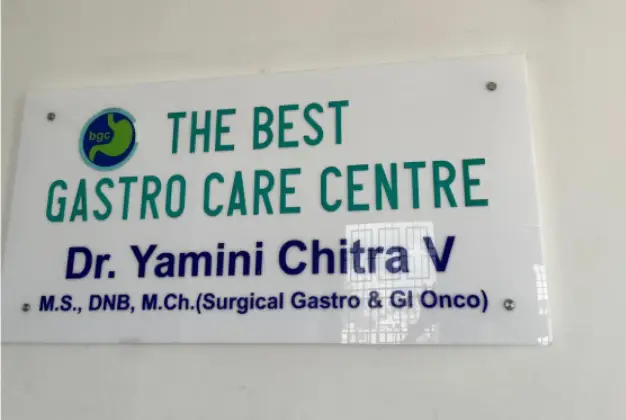 bgc
THE BEST
GASTRO CARE CENTRE
Dr. Yamini Chitra V
M.S., DNB, M.Ch.(Surgical Gastro & GI Onco)